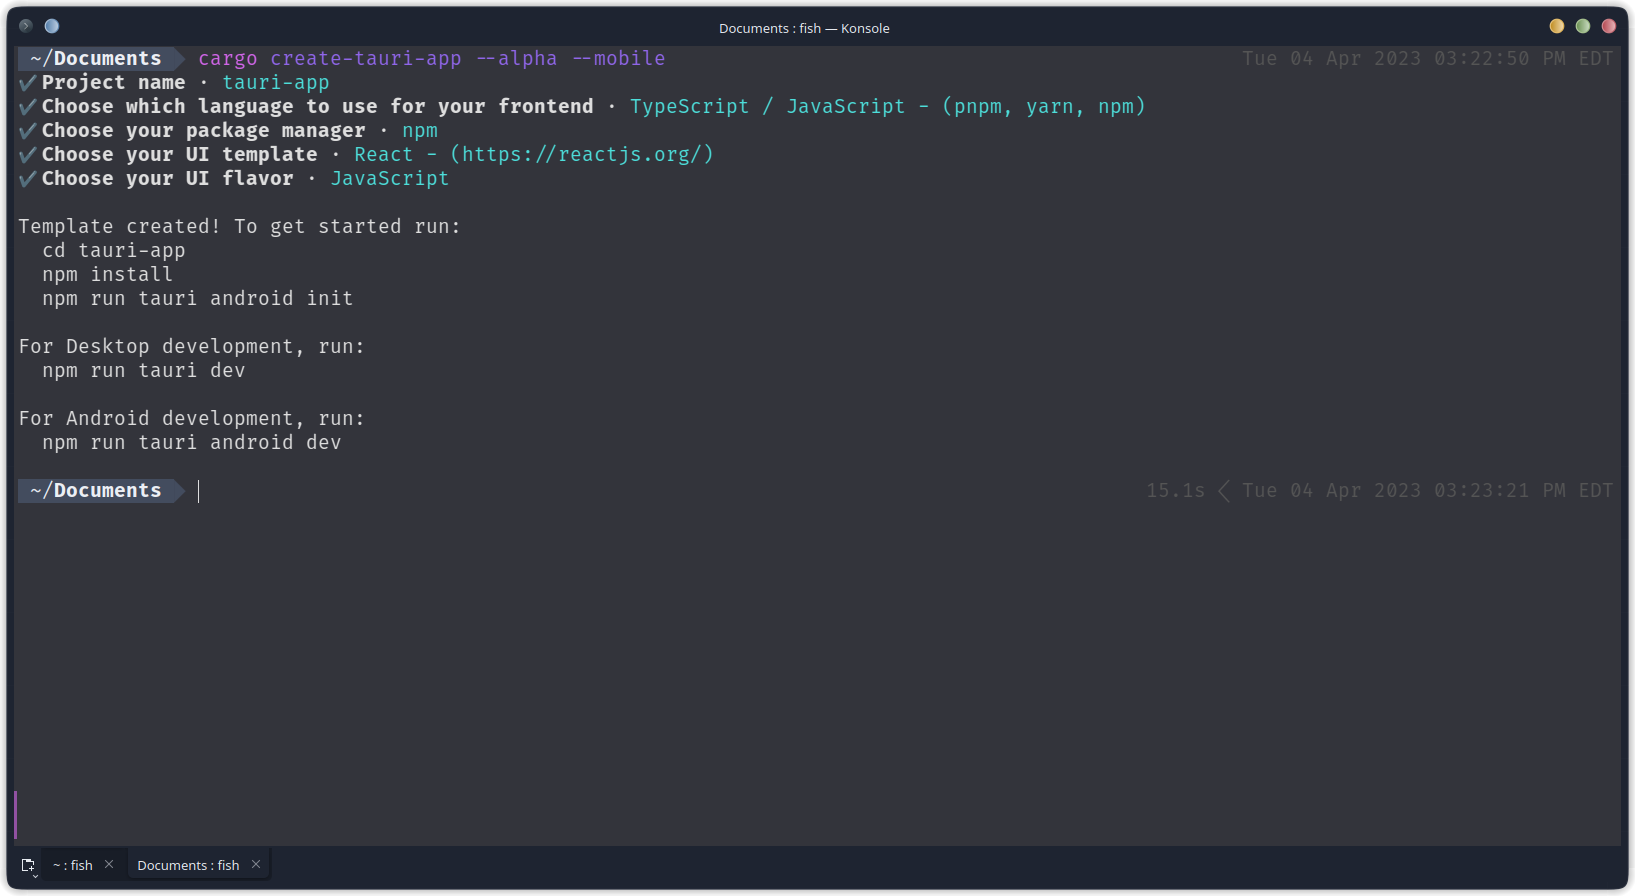 Documents : fish — Konsole
~/Documents cargo create-tauri-app --alpha --mobile Tue 04 Apr 2023 03:22:50 PM EDT
✔Project name · tauri-app
✔Choose which language to use for your frontend · TypeScript / JavaScript - (pnpm, yarn, npm)
✔Choose your package manager · npm
✔Choose your UI template · React - (https://reactjs.org/)
✔Choose your UI flavor · JavaScript
Template created! To get started run:
cd tauri-app
npm install
npm run tauri android init
For Desktop development, run:
npm run tauri dev
For Android development, run:
npm run tauri android dev
~/Documents 15.1s < Tue 04 Apr 2023 03:23:21 PM EDT
~ : fish Documents : fish